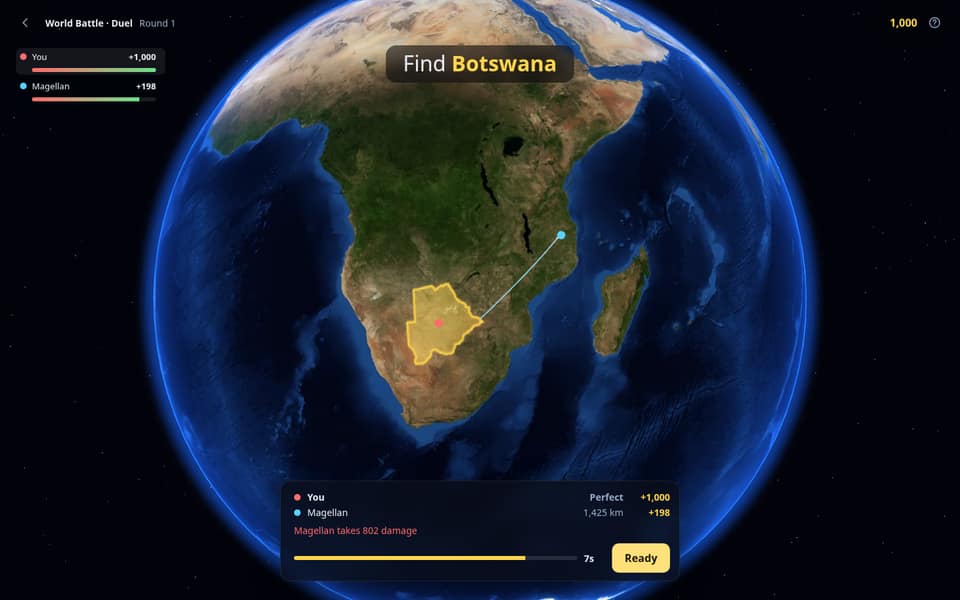 World Battle · Duel Round 1
1,000
You +1,000
Magellan +198
Find Botswana
You Perfect +1,000
Magellan 1,425 km +198
Magellan takes 802 damage
7s Ready